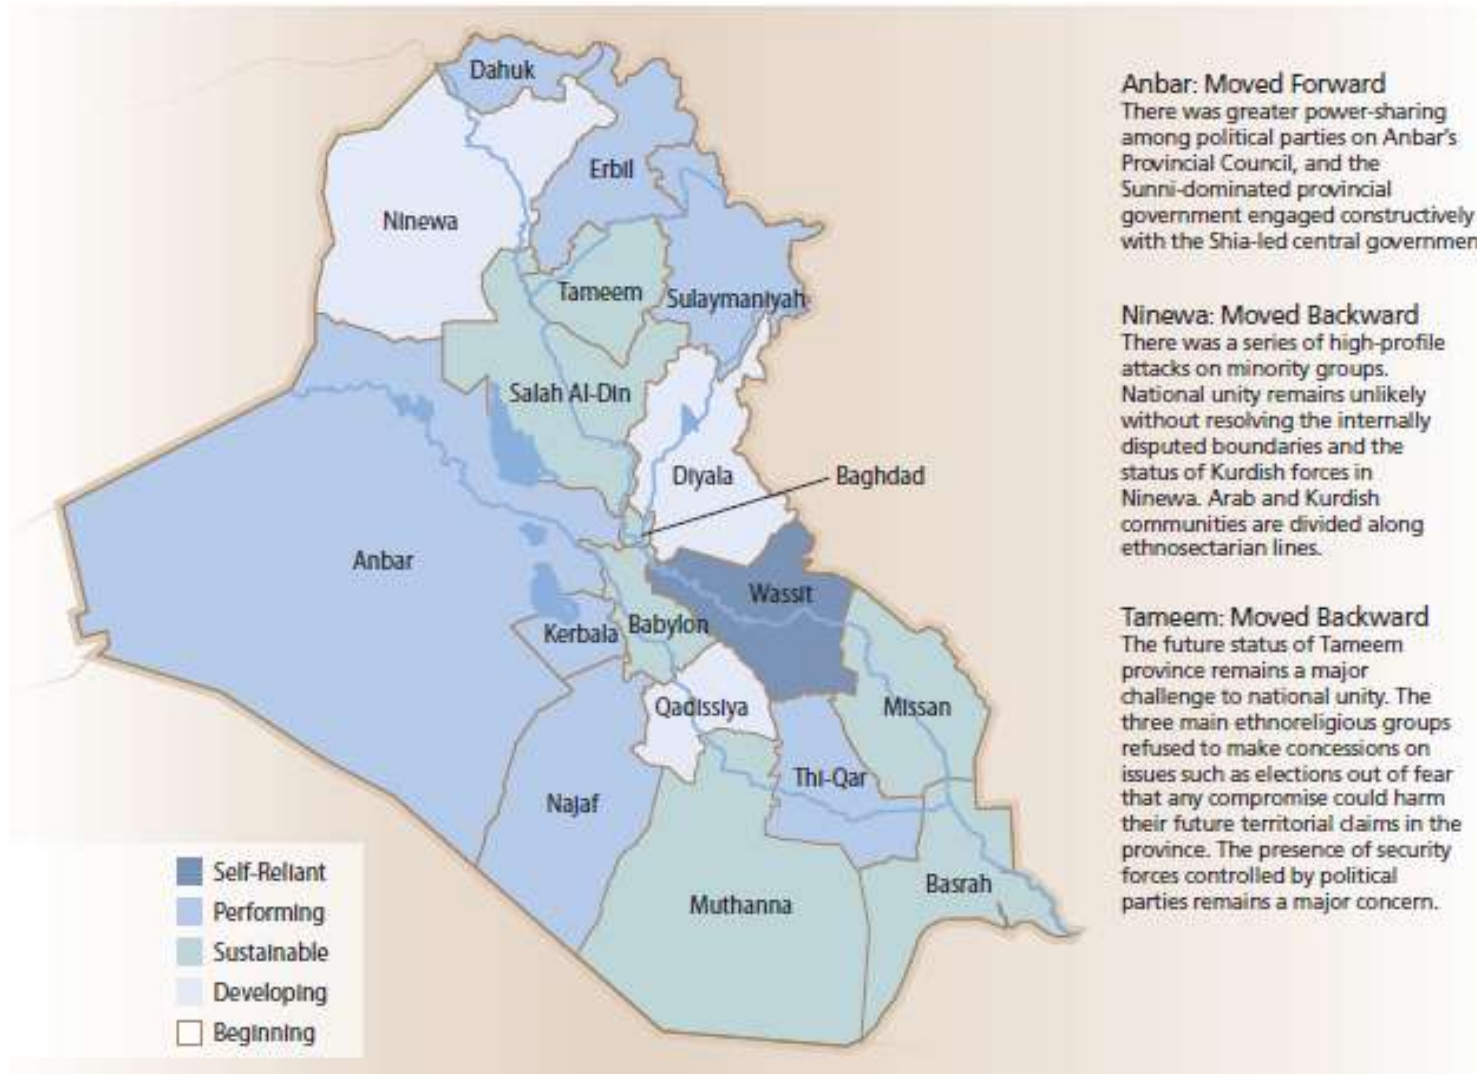 Dahuk
Erbil
Ninewa
Tameem
Sulaymaniyah
Salah Al-Din
Diyala
Baghdad
Anbar
Wassit
Kerbala
Babylon
Qadissiya
Missan
Thi-Qar
Najaf
Muthanna
Basrah
Self-Reliant
Performing
Sustainable
Developing
Beginning
Anbar: Moved Forward
There was greater power-sharing
among political parties on Anbar's
Provincial Council, and the
Sunni-dominated provincial
government engaged constructively
with the Shia-led central governmen
Ninewa: Moved Backward
There was a series of high-profile
attacks on minority groups.
National unity remains unlikely
without resolving the internally
disputed boundaries and the
status of Kurdish forces in
Ninewa. Arab and Kurdish
communities are divided along
ethnosectarian lines.
Tameem: Moved Backward
The future status of Tameem
province remains a major
challenge to national unity. The
three main ethnoreligious groups
refused to make concessions on
issues such as elections out of fear
that any compromise could harm
their future territorial claims in the
province. The presence of security
forces controlled by political
parties remains a major concern.